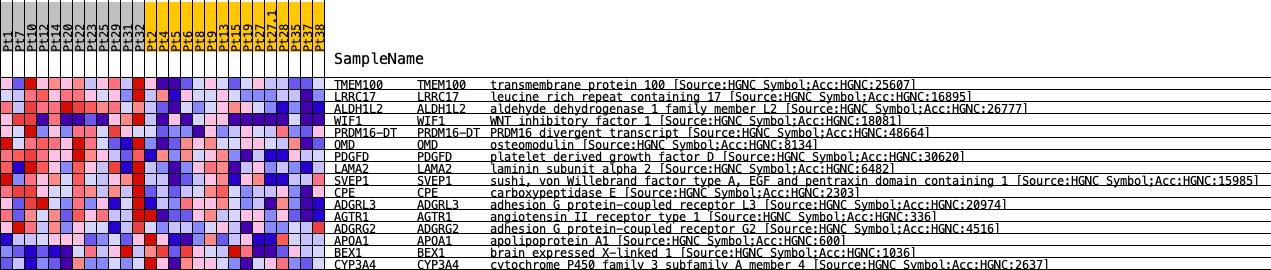 Pt1 Pt7 Pt10 Pt12 Pt14 Pt20 Pt22 Pt23 Pt25 Pt29 Pt31 Pt32 Pt2 Pt4 Pt5 Pt6 Pt8 Pt9 Pt13 Pt15 Pt19 Pt27 Pt27.1 Pt28 Pt35 Pt37 Pt38
SampleName
TMEM100 TMEM100 transmembrane protein 100 [Source:HGNC Symbol;Acc:HGNC:25607]
LRRC17 LRRC17 leucine rich repeat containing 17 [Source:HGNC Symbol;Acc:HGNC:16895]
ALDH1L2 ALDH1L2 aldehyde dehydrogenase 1 family member L2 [Source:HGNC Symbol;Acc:HGNC:26777]
WIF1 WIF1 WNT inhibitory factor 1 [Source:HGNC Symbol;Acc:HGNC:18081]
PRDM16-DT PRDM16-DT PRDM16 divergent transcript [Source:HGNC Symbol;Acc:HGNC:48664]
OMD OMD osteomodulin [Source:HGNC Symbol;Acc:HGNC:8134]
PDGFD PDGFD platelet derived growth factor D [Source:HGNC Symbol;Acc:HGNC:30620]
LAMA2 LAMA2 laminin subunit alpha 2 [Source:HGNC Symbol;Acc:HGNC:6482]
SVEP1 SVEP1 sushi, von Willebrand factor type A, EGF and pentraxin domain containing 1 [Source:HGNC Symbol;Acc:HGNC:15985]
CPE CPE carboxypeptidase E [Source:HGNC Symbol;Acc:HGNC:2303]
ADGRL3 ADGRL3 adhesion G protein-coupled receptor L3 [Source:HGNC Symbol;Acc:HGNC:20974]
AGTR1 AGTR1 angiotensin II receptor type 1 [Source:HGNC Symbol;Acc:HGNC:336]
ADGRG2 ADGRG2 adhesion G protein-coupled receptor G2 [Source:HGNC Symbol;Acc:HGNC:4516]
APOA1 APOA1 apolipoprotein A1 [Source:HGNC Symbol;Acc:HGNC:600]
BEX1 BEX1 brain expressed X-linked 1 [Source:HGNC Symbol;Acc:HGNC:1036]
CYP3A4 CYP3A4 cytochrome P450 family 3 subfamily A member 4 [Source:HGNC Symbol;Acc:HGNC:2637]